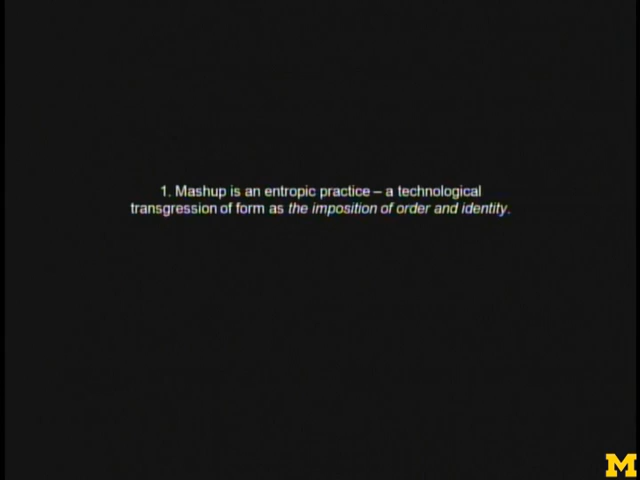 1. Mashup is an entropic practice – a technological
transgression of form as the imposition of order and identity.
M